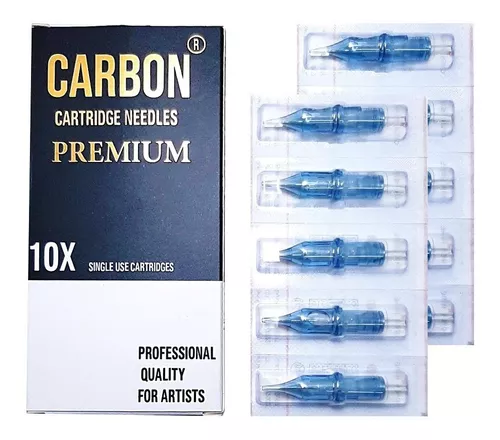 CARBON ®
CARTRIDGE NEEDLES
PREMIUM
10X SINGLE USE CARTRIDGES
PROFESSIONAL
QUALITY
FOR ARTISTS